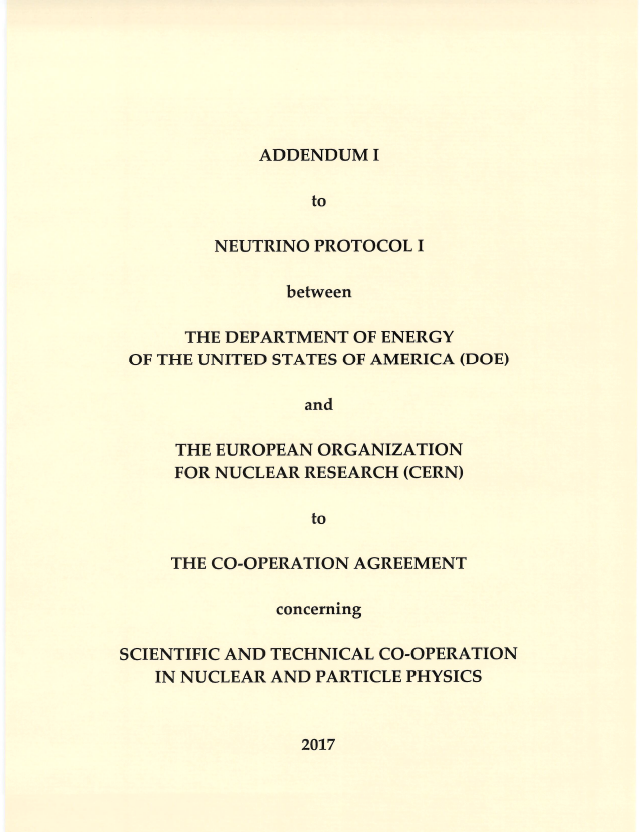 ADDENDUM I
to
NEUTRINO PROTOCOL I
between
THE DEPARTMENT OF ENERGY
OF THE UNITED STATES OF AMERICA (DOE)
and
THE EUROPEAN ORGANIZATION
FOR NUCLEAR RESEARCH (CERN)
to
THE CO-OPERATION AGREEMENT
concerning
SCIENTIFIC AND TECHNICAL CO-OPERATION
IN NUCLEAR AND PARTICLE PHYSICS
2017